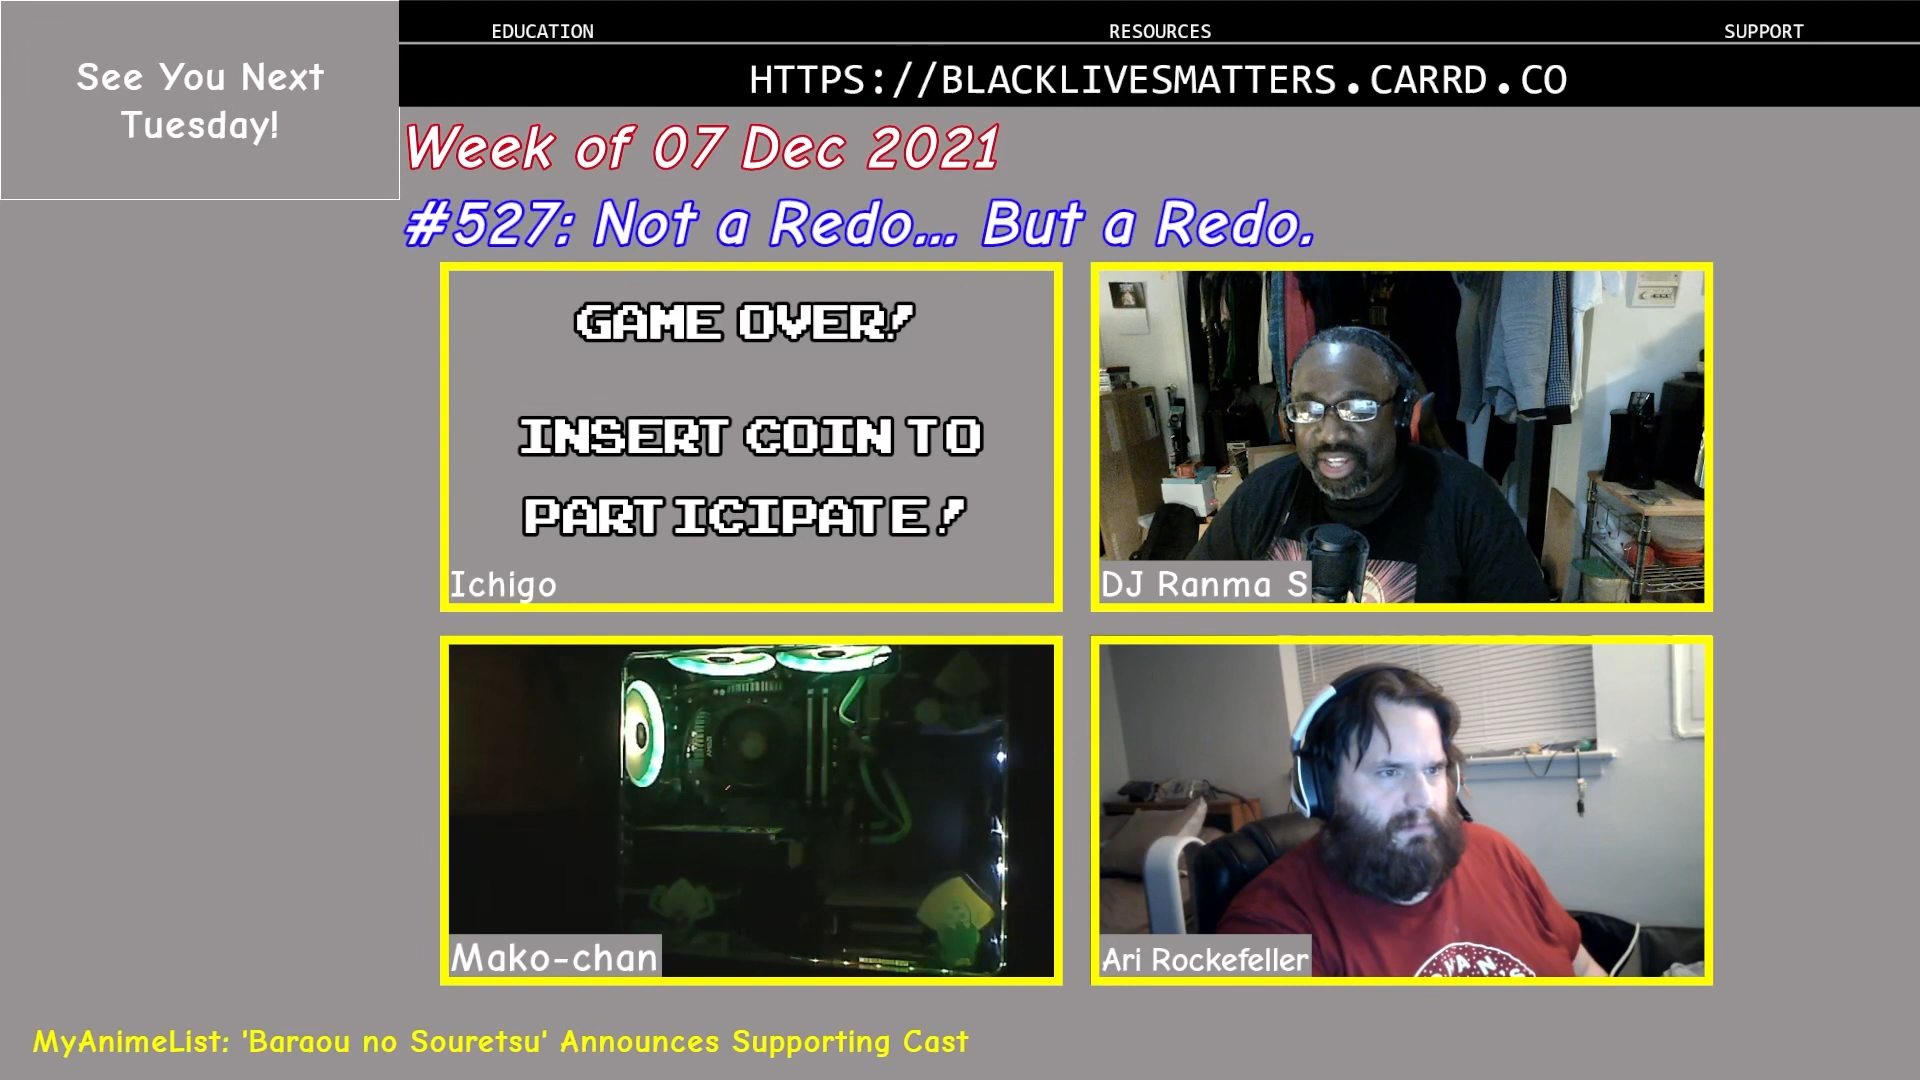 See You Next
Tuesday!
EDUCATION
RESOURCES
SUPPORT
HTTPS://BLACKLIVESMATTERS.CARRD.CO
Week of 07 Dec 2021
#527: Not a Redo... But a Redo.
GAME OVER!
INSERT COIN TO
PARTICIPATE!
Ichigo
DJ Ranma S
Mako-chan
Ari Rockefeller
MyAnimeList: 'Baraou no Souretsu' Announces Supporting Cast